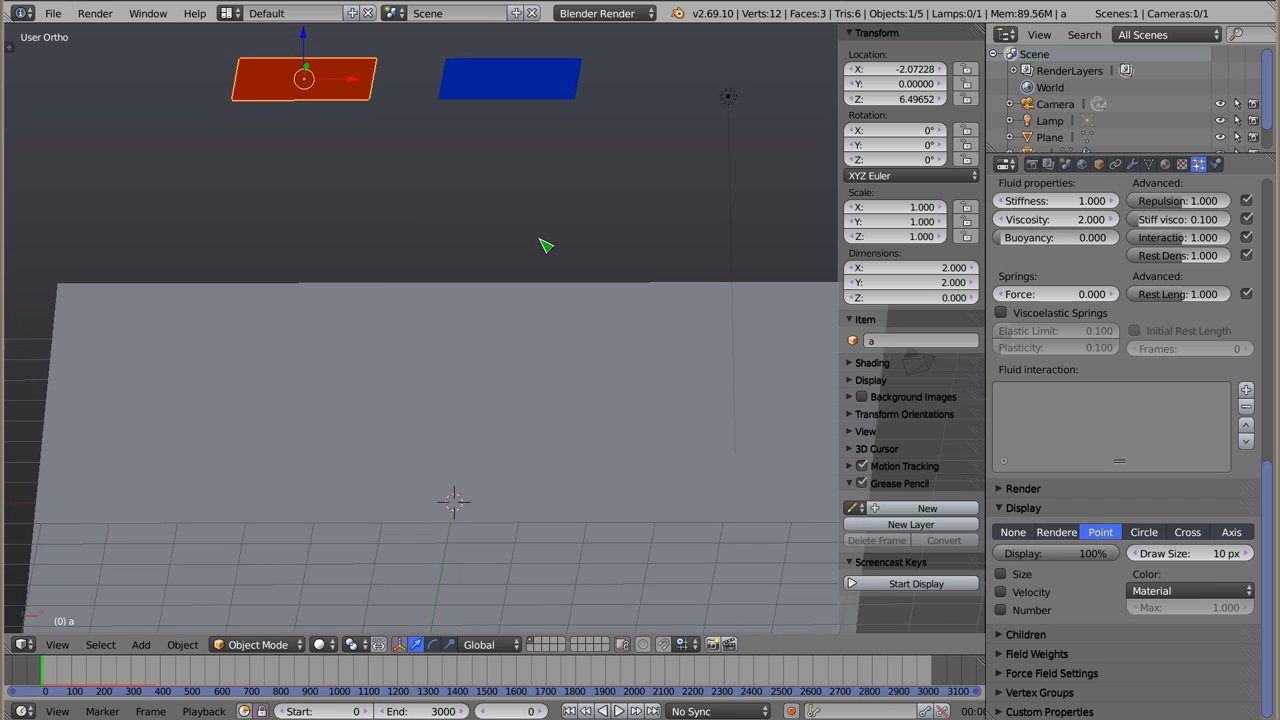 File Render Window Help Default Scene Blender Render v2.69.10 | Verts:12 | Faces:3 | Tris:6 | Objects:1/5 | Lamps:0/1 | Mem:89.56M | a Scenes:1 | Cameras:0/1
User Ortho
Transform
Location:
X: -2.07228
Y: 0.00000
Z: 6.49652
Rotation:
X: 0°
Y: 0°
Z: 0°
XYZ Euler
Scale:
X: 1.000
Y: 1.000
Z: 1.000
Dimensions:
X: 2.000
Y: 2.000
Z: 0.000
Item
a
Shading
Display
Background Images
Transform Orientations
View
3D Cursor
Motion Tracking
Grease Pencil
New
New Layer
Delete Frame Convert
Screencast Keys
Start Display
View Search All Scenes
Scene
RenderLayers
World
Camera
Lamp
Plane
Fluid properties: Advanced:
Stiffness: 1.000 Repulsion: 1.000
Viscosity: 2.000 Stiff visco: 0.100
Buoyancy: 0.000 Interactio: 1.000
Rest Dens: 1.000
Springs: Advanced:
Force: 0.000 Rest Leng: 1.000
Viscoelastic Springs
Elastic Limit: 0.100 Initial Rest Length
Plasticity: 0.100 Frames: 0
Fluid interaction:
Render
Display
None Rendere Point Circle Cross Axis
Display: 100% Draw Size: 10 px
Size Color:
Velocity Material
Number Max: 1.000
Children
Field Weights
Force Field Settings
Vertex Groups
Custom Properties
(0) a
View Select Add Object Object Mode Global
0 100 200 300 400 500 600 700 800 900 1000 1100 1200 1300 1400 1500 1600 1700 1800 1900 2000 2100 2200 2300 2400 2500 2600 2700 2800 2900 3000 3100
View Marker Frame Playback Start: 0 End: 3000 0 No Sync